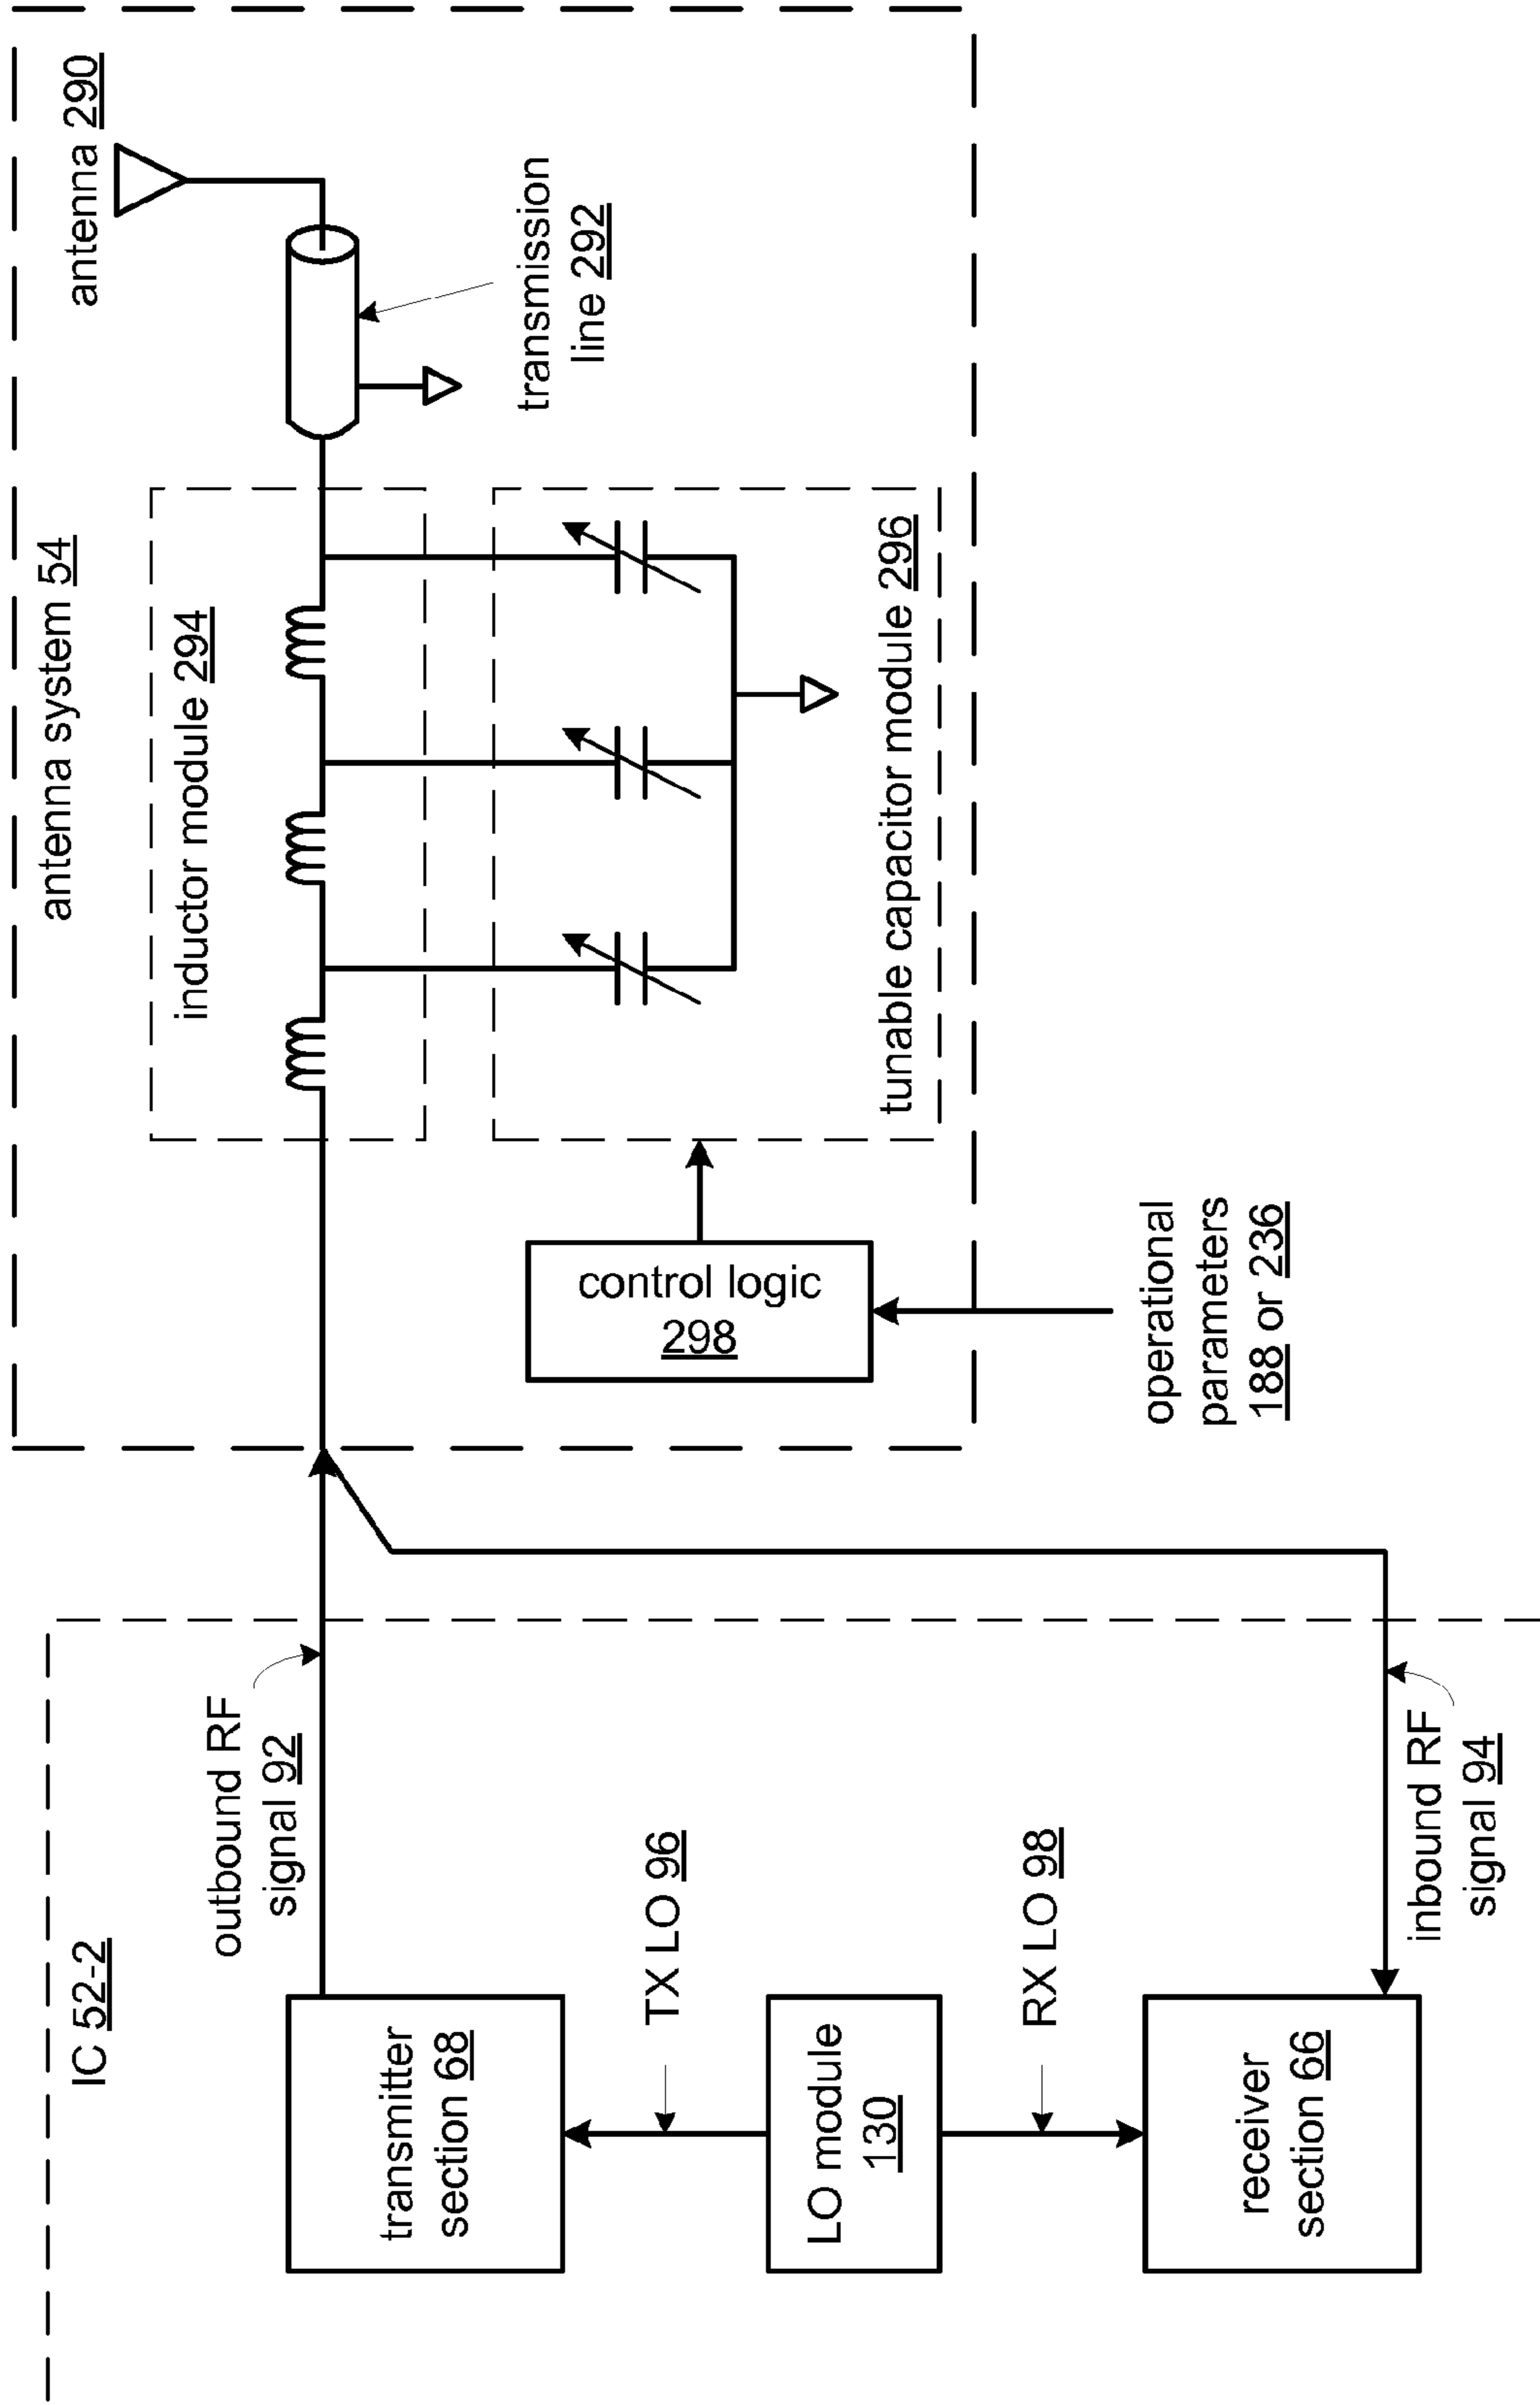 IC 52-2
outbound RF
signal 92
transmitter
section 68
TX LO 96
LO module
130
RX LO 98
receiver
section 66
inbound RF
signal 94
antenna system 54
antenna 290
inductor module 294
transmission
line 292
tunable capacitor module 296
control logic
298
operational
parameters
188 or 236